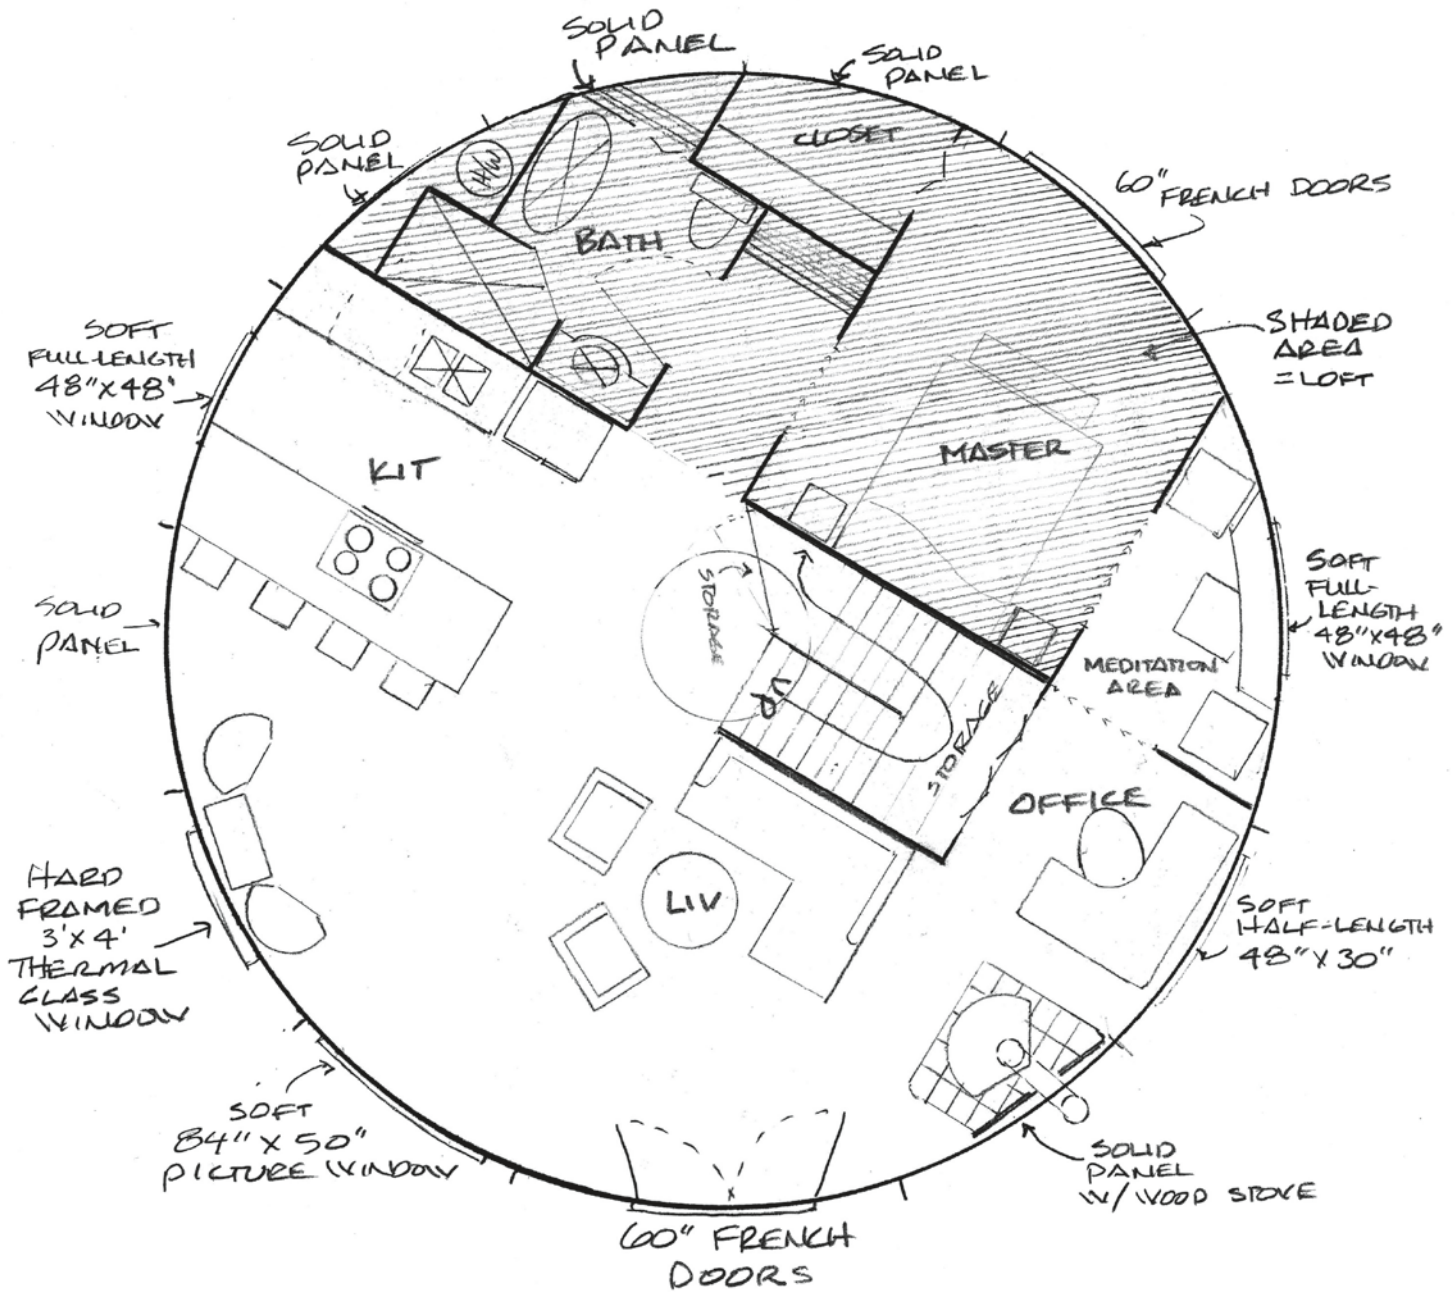 SOLID
PANEL
SOLID
PANEL
SOLID
PANEL
CLOSET
H/W
60"
FRENCH DOORS
BATH
SHADED
AREA
= LOFT
SOFT
FULL-LENGTH
48"X48'
WINDOW
MASTER
KIT
SOFT
FULL-
LENGTH
48"X48"
WINDOW
STORAGE
SOLID
PANEL
MEDITATION
AREA
STORAGE
OFFICE
HARD
FRAMED
3'X4'
THERMAL
GLASS
WINDOW
LIV
SOFT
HALF-LENGTH
48"X30"
SOFT
84"X50"
PICTURE WINDOW
SOLID
PANEL
W/WOOD STOVE
60" FRENCH
DOORS